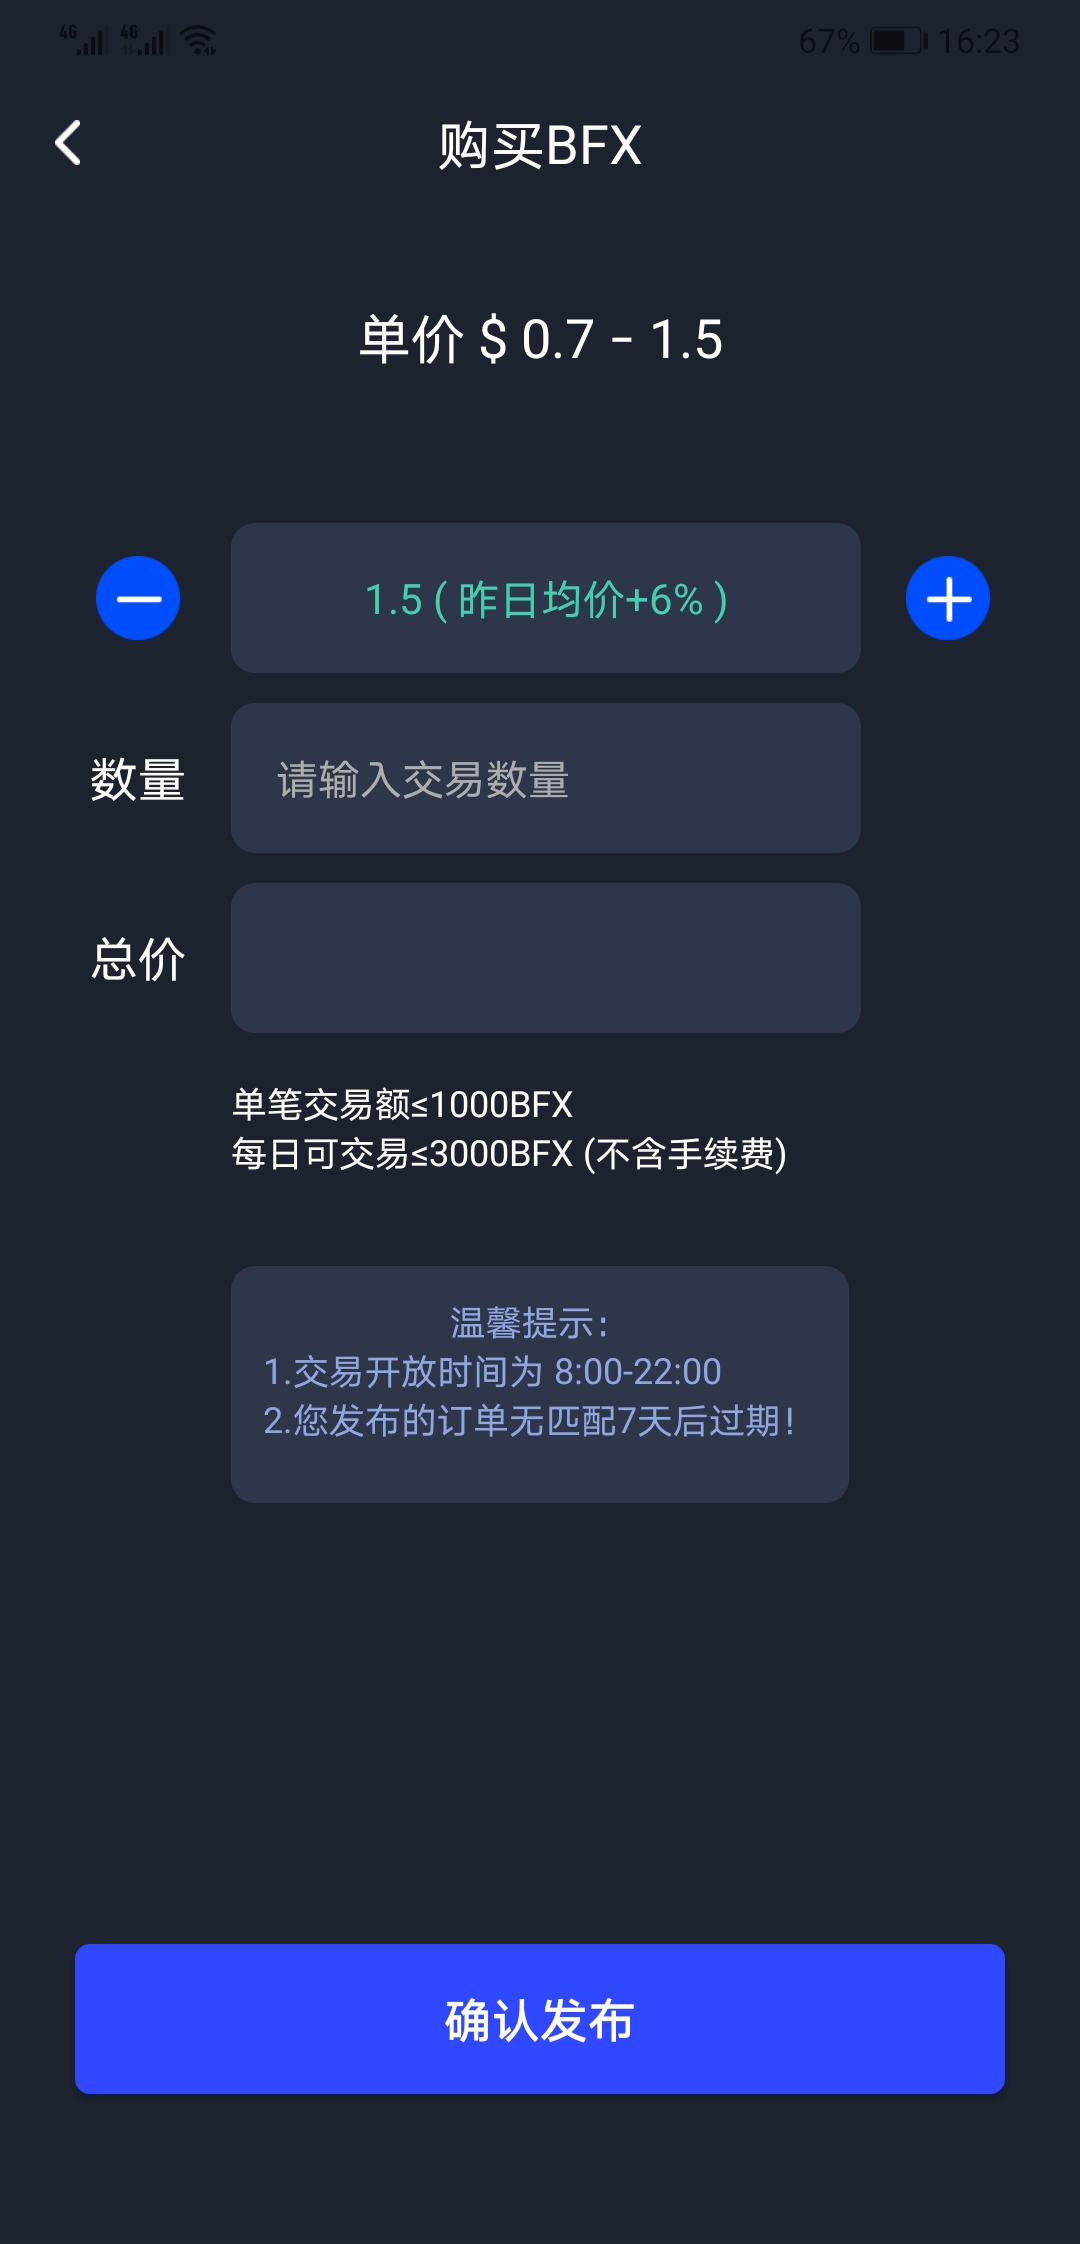 4G 4G 67% 16:23
购买BFX
单价 $ 0.7 - 1.5
1.5 ( 昨日均价+6% )
数量 请输入交易数量
总价
单笔交易额≤1000BFX
每日可交易≤3000BFX (不含手续费)
温馨提示:
1.交易开放时间为 8:00-22:00
2.您发布的订单无匹配7天后过期!
确认发布